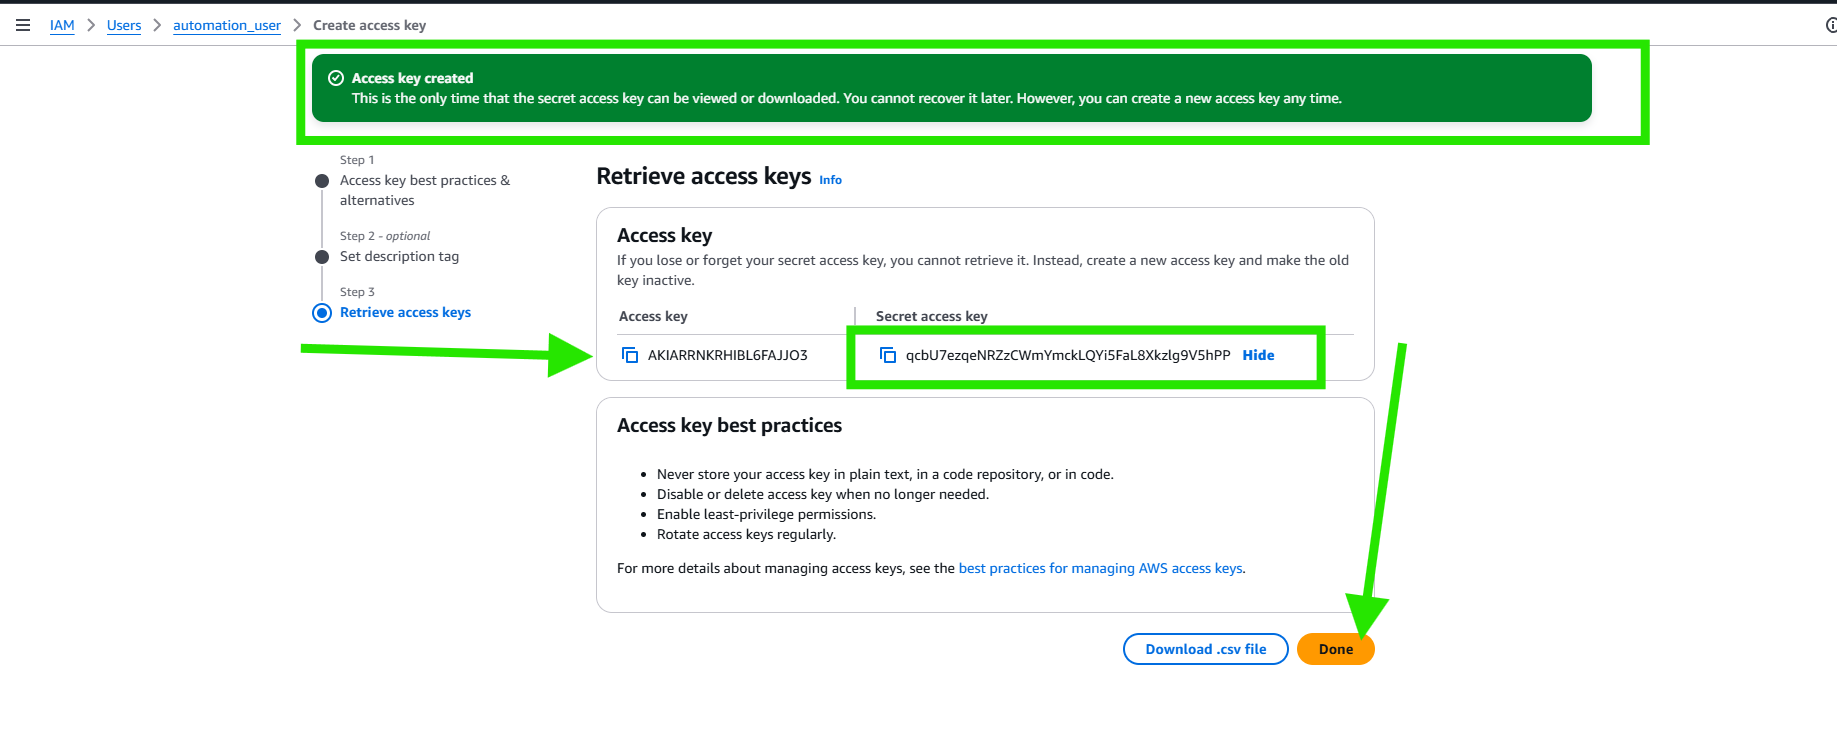 IAM > Users > automation_user > Create access key
Access key created
This is the only time that the secret access key can be viewed or downloaded. You cannot recover it later. However, you can create a new access key any time.
Step 1
Access key best practices &
alternatives
Step 2 - optional
Set description tag
Step 3
Retrieve access keys
Retrieve access keys Info
Access key
If you lose or forget your secret access key, you cannot retrieve it. Instead, create a new access key and make the old
key inactive.
Access key Secret access key
AKIARRNKRHIBL6FAJJO3 qcbU7ezqeNRZzCWmYmckLQYi5FaL8Xkzlg9V5hPP Hide
Access key best practices
• Never store your access key in plain text, in a code repository, or in code.
• Disable or delete access key when no longer needed.
• Enable least-privilege permissions.
• Rotate access keys regularly.
For more details about managing access keys, see the best practices for managing AWS access keys.
Download .csv file Done